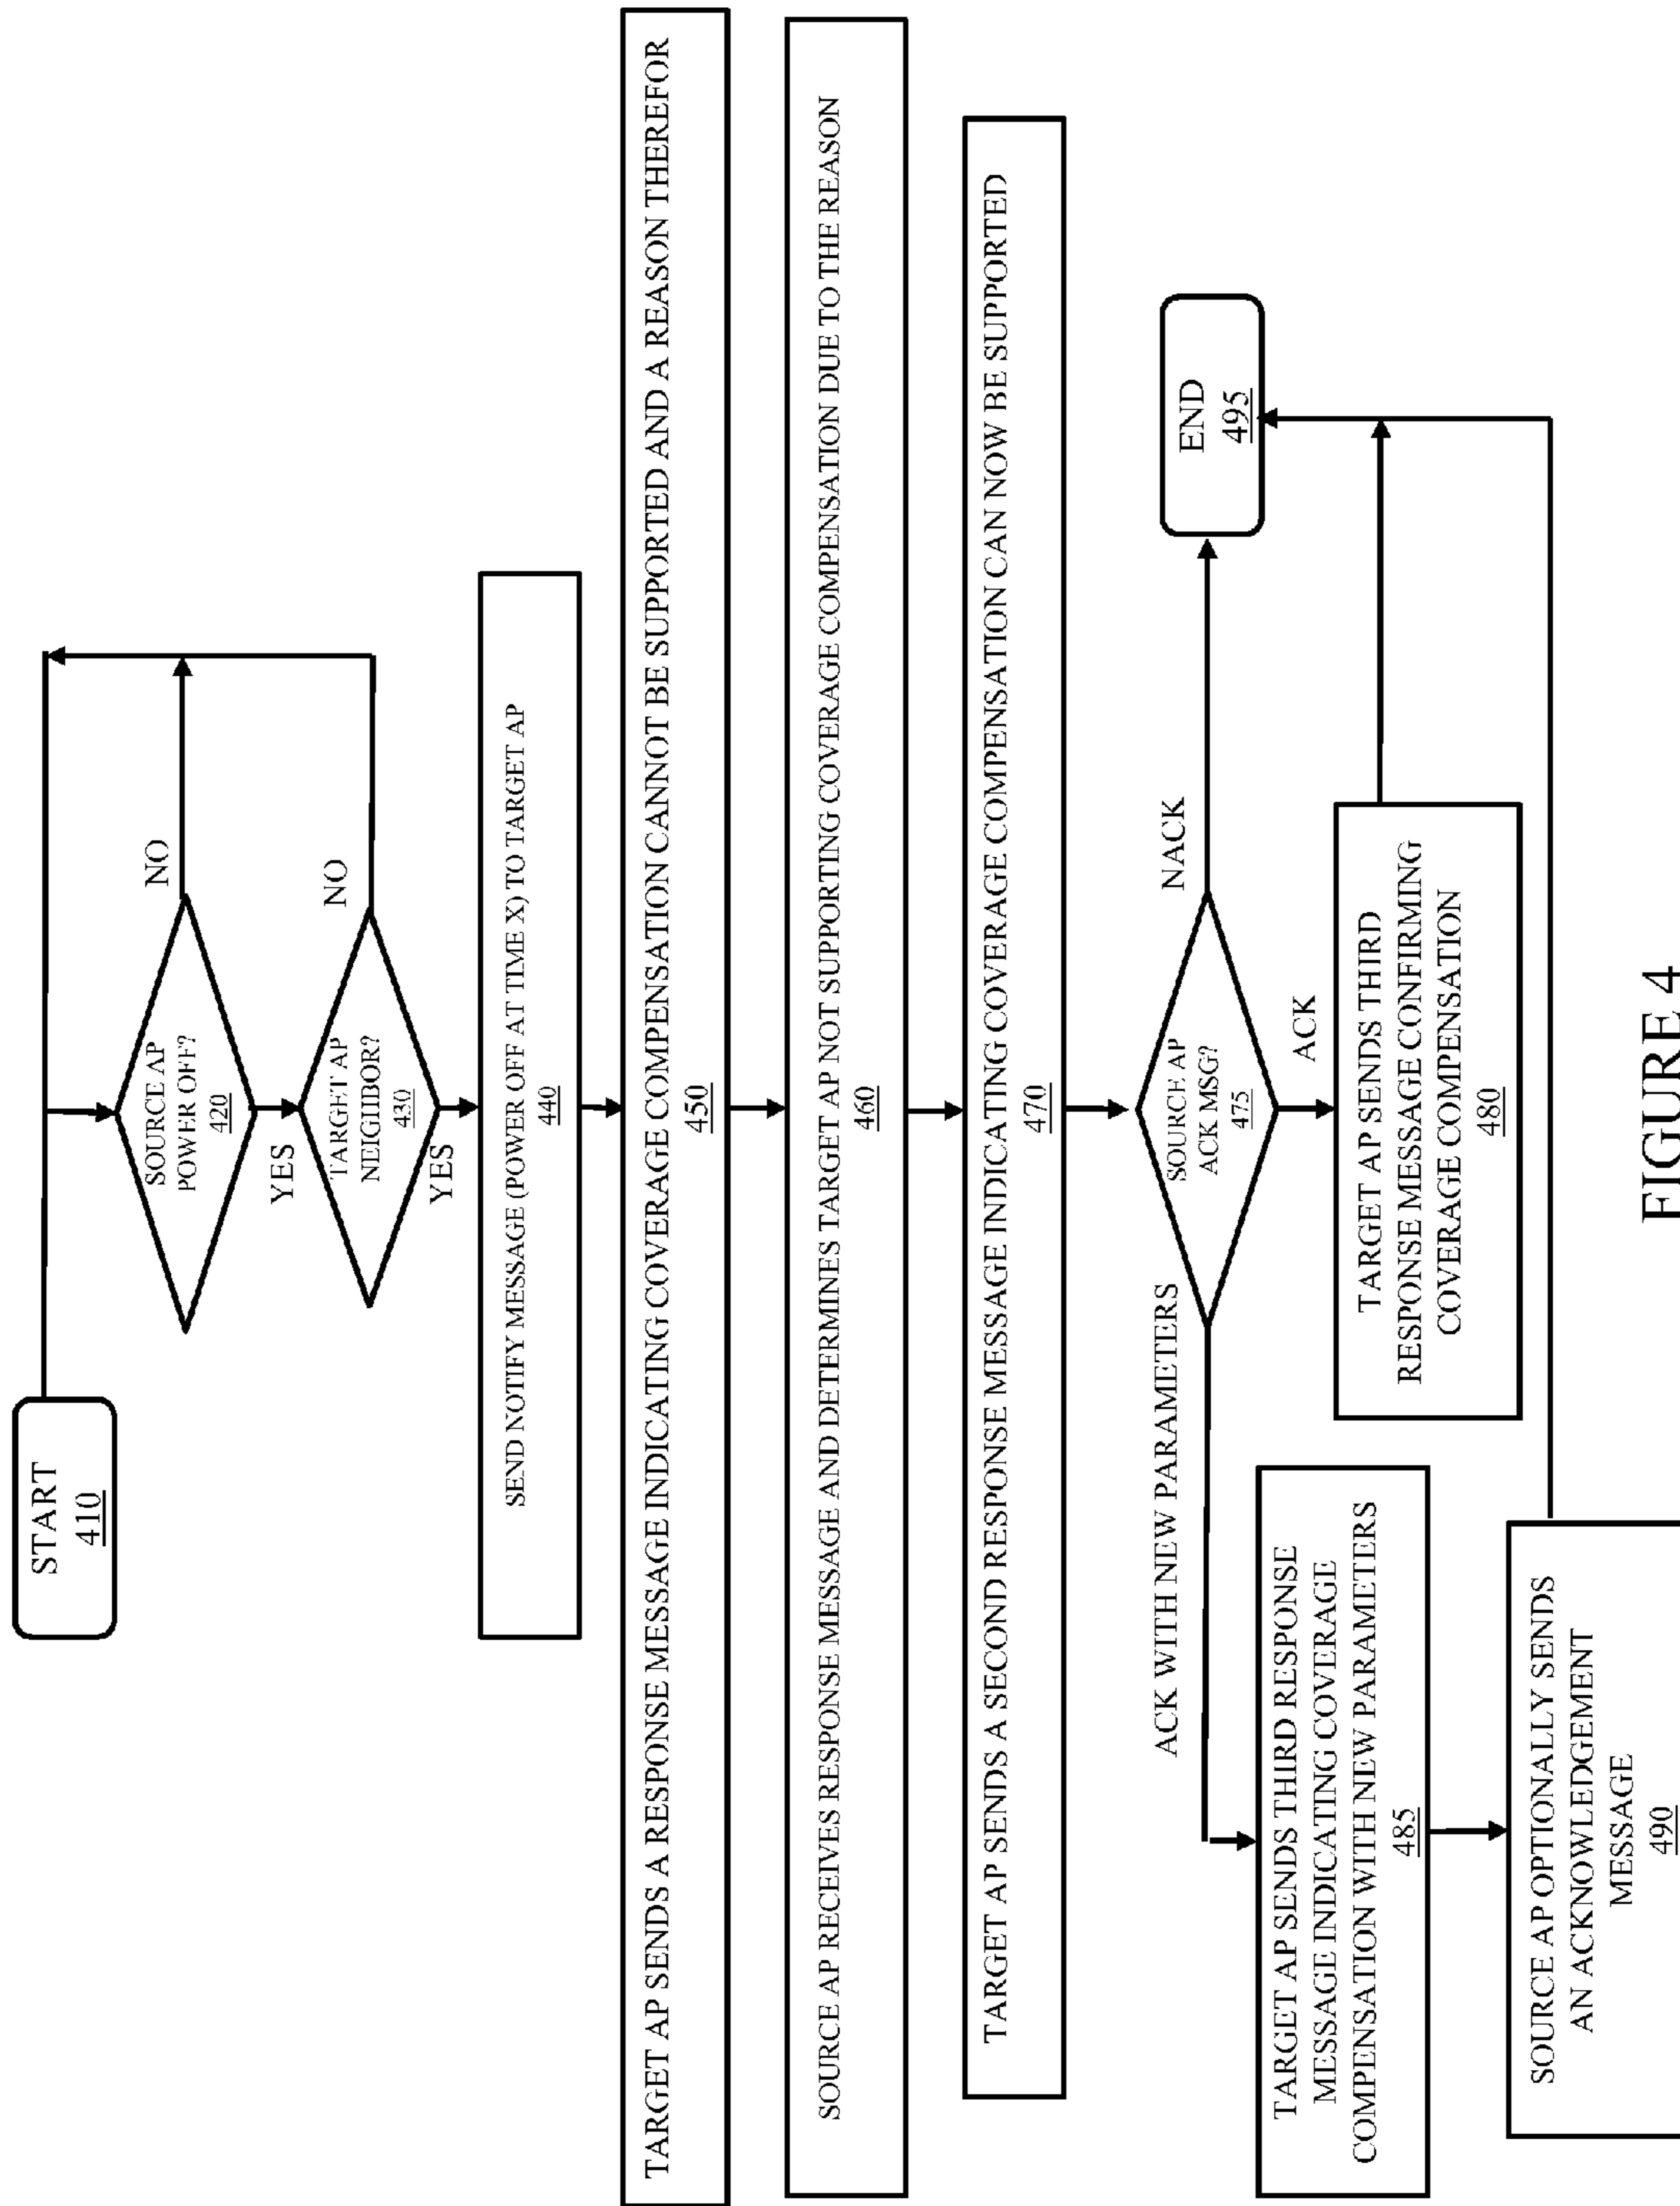 START
410
SOURCE AP
POWER OFF?
420
NO
YES
TARGET AP
NEIGHBOR?
430
NO
YES
SEND NOTIFY MESSAGE (POWER OFF AT TIME X) TO TARGET AP
440
TARGET AP SENDS A RESPONSE MESSAGE INDICATING COVERAGE COMPENSATION CANNOT BE SUPPORTED AND A REASON THEREFOR
450
SOURCE AP RECEIVES RESPONSE MESSAGE AND DETERMINES TARGET AP NOT SUPPORTING COVERAGE COMPENSATION DUE TO THE REASON
460
TARGET AP SENDS A SECOND RESPONSE MESSAGE INDICATING COVERAGE COMPENSATION CAN NOW BE SUPPORTED
470
SOURCE AP
ACK MSG?
475
ACK WITH NEW PARAMETERS
NACK
ACK
END
495
TARGET AP SENDS THIRD
RESPONSE MESSAGE CONFIRMING
COVERAGE COMPENSATION
480
TARGET AP SENDS THIRD RESPONSE
MESSAGE INDICATING COVERAGE
COMPENSATION WITH NEW PARAMETERS
485
SOURCE AP OPTIONALLY SENDS
AN ACKNOWLEDGEMENT
MESSAGE
490
FIGURE 4